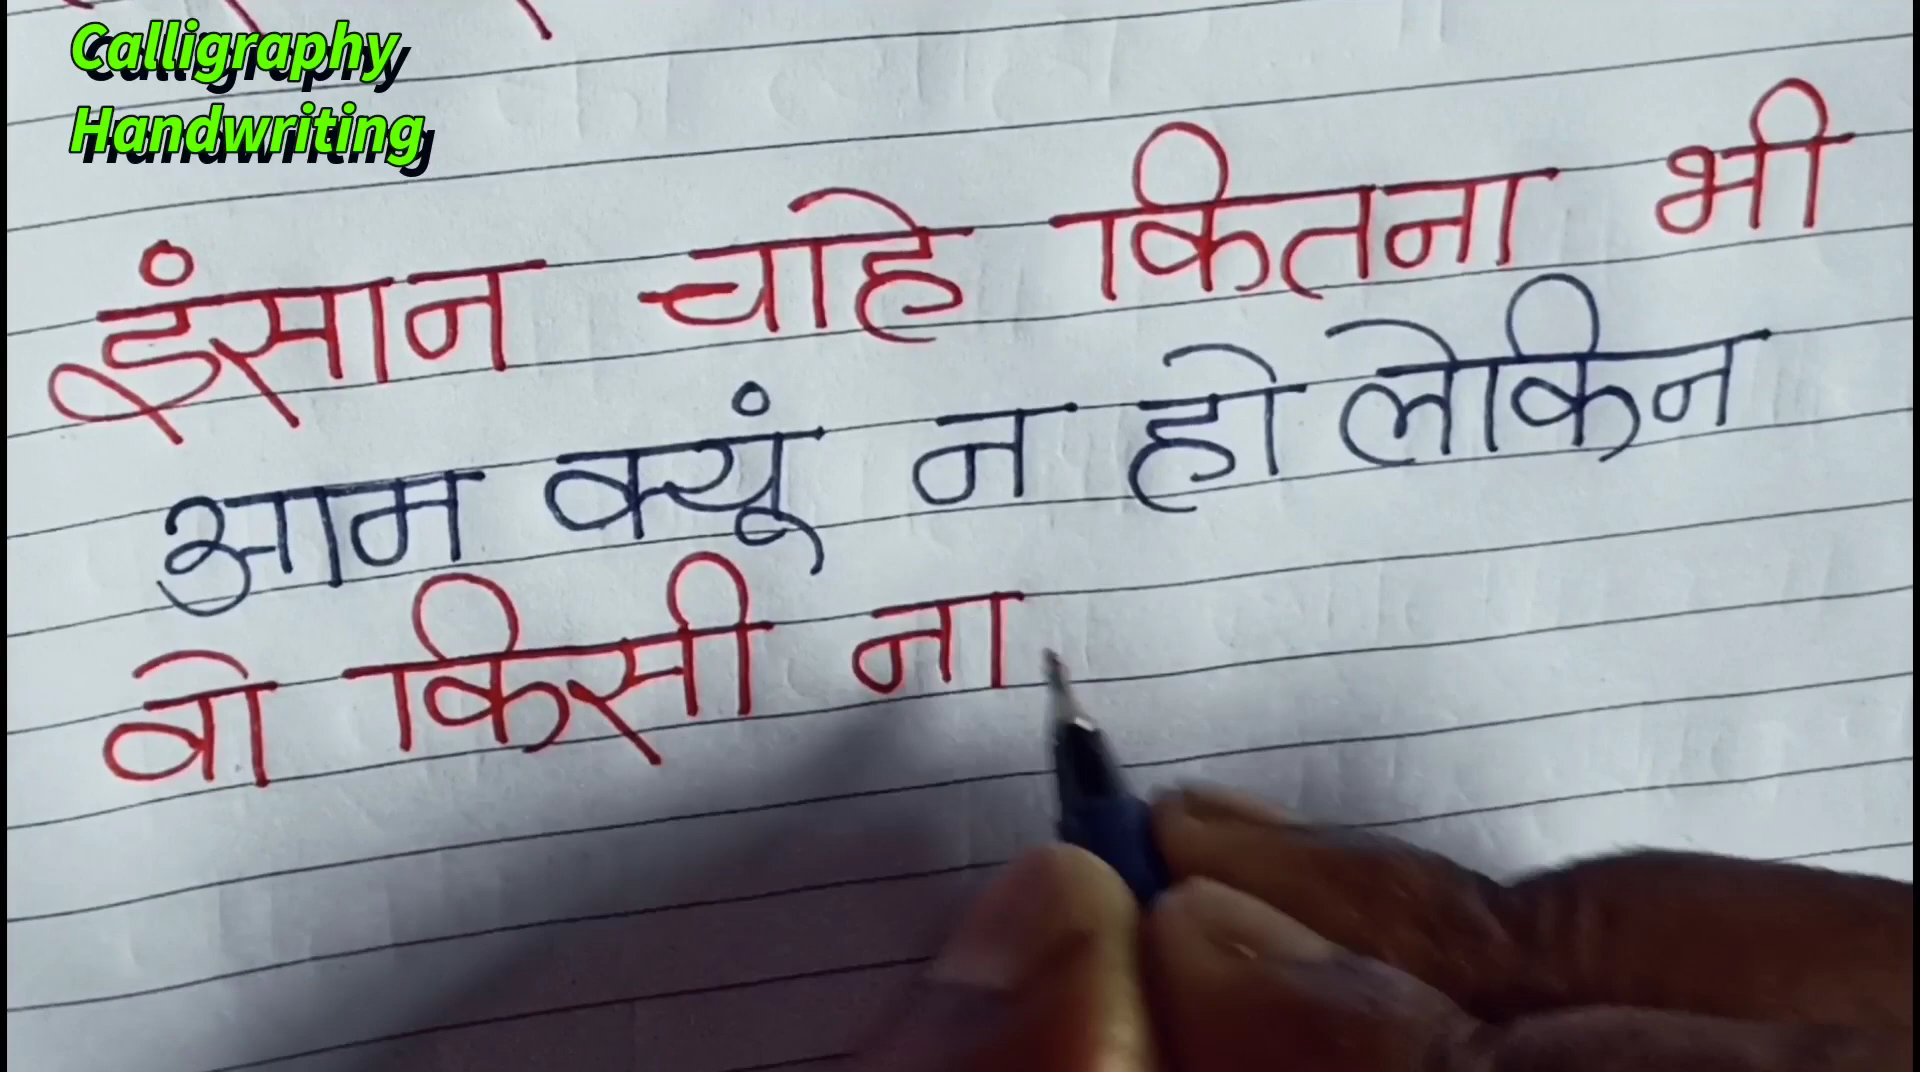 Calligraphy
Handwriting
इंसान चाहे कितना भी
आम क्यूं न हो लेकिन
वो किसी ना